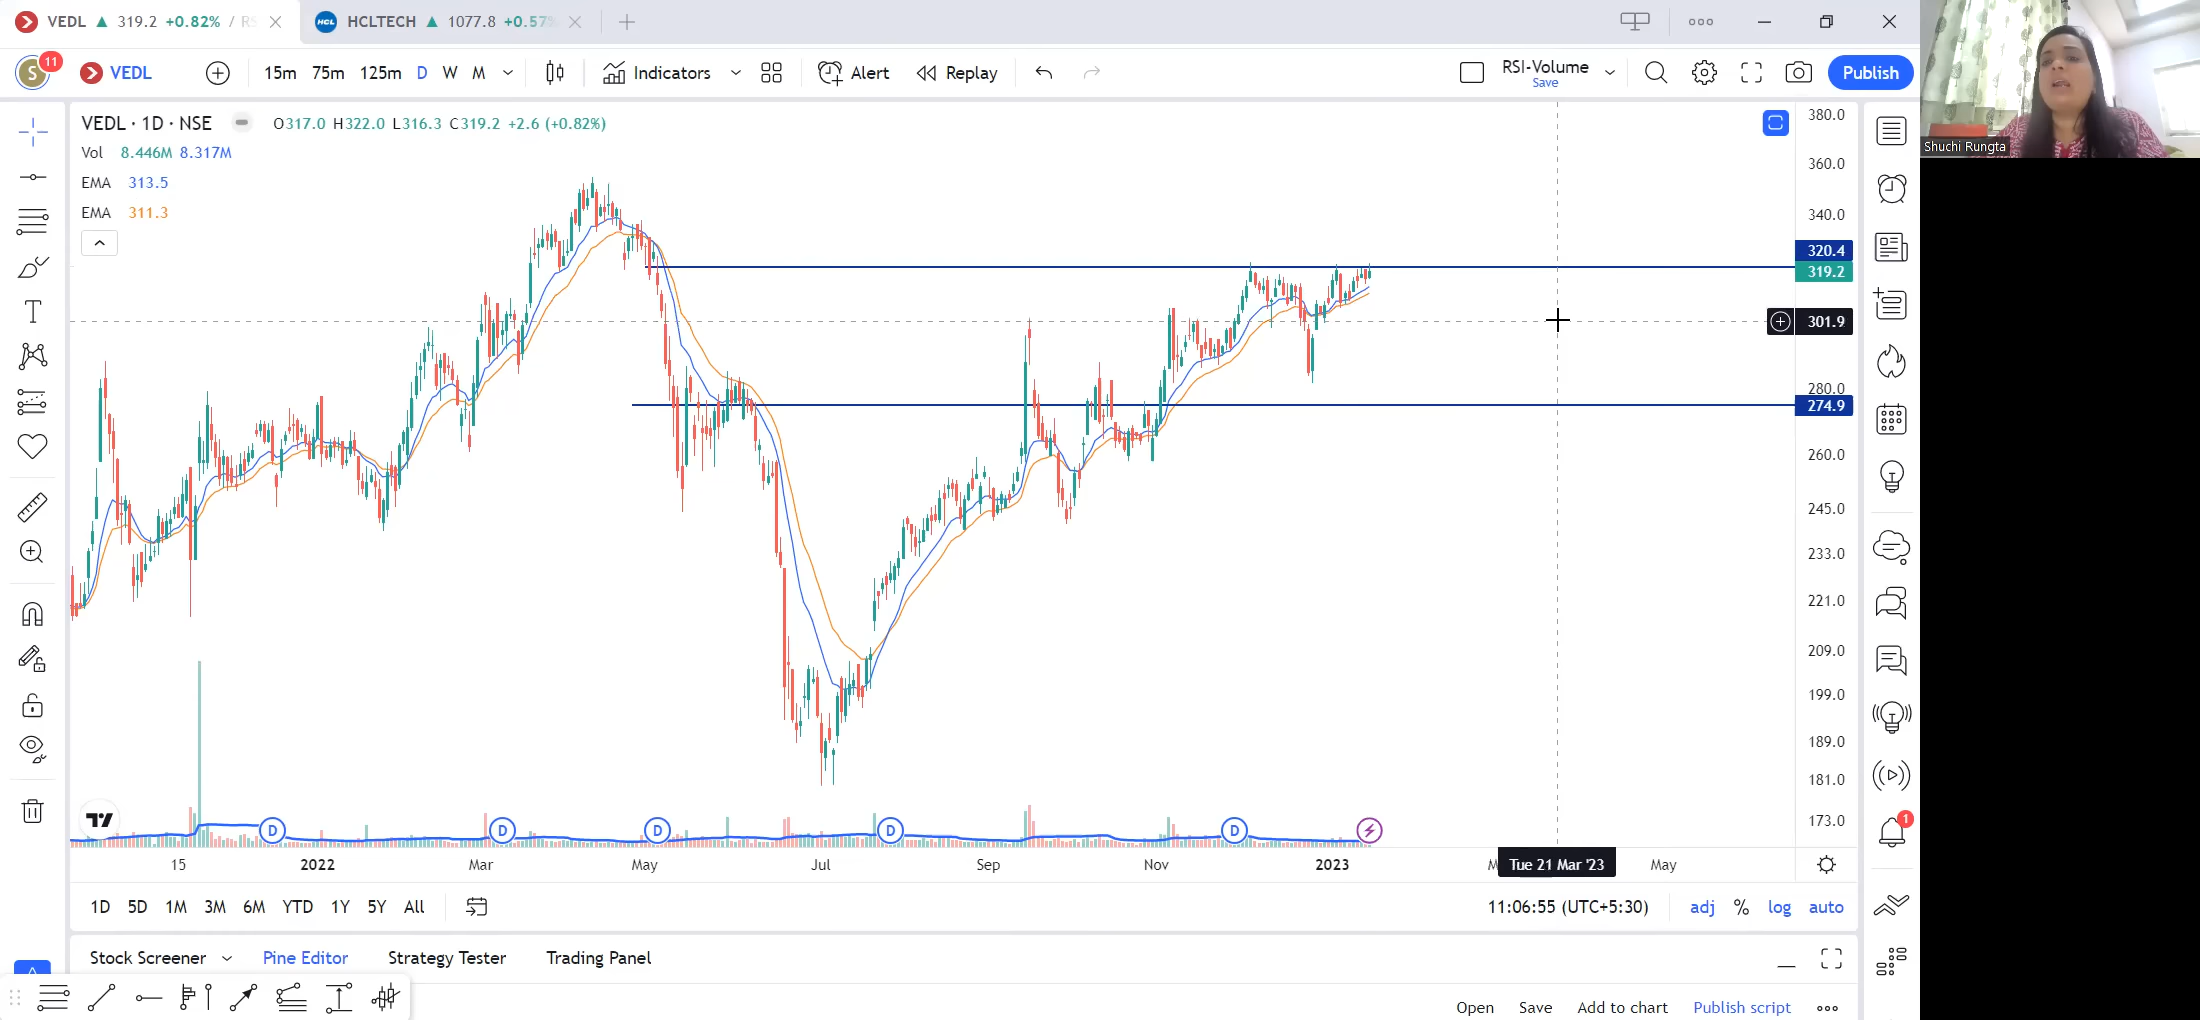 VEDL ▲ 319.2 +0.82% / RS
HCL HCLTECH ▲ 1077.8 +0.57%
S 11 VEDL 15m 75m 125m D W M Indicators Alert Replay RSI-Volume Save Publish
VEDL · 1D · NSE O317.0 H322.0 L316.3 C319.2 +2.6 (+0.82%)
Vol 8.446M 8.317M
EMA 313.5
EMA 311.3
380.0
360.0
340.0
320.4
319.2
301.9
280.0
274.9
260.0
245.0
233.0
221.0
209.0
199.0
189.0
181.0
173.0
D D D D D
15 2022 Mar May Jul Sep Nov 2023 Tue 21 Mar '23 May
1D 5D 1M 3M 6M YTD 1Y 5Y All 11:06:55 (UTC+5:30) adj % log auto
Stock Screener Pine Editor Strategy Tester Trading Panel
Open Save Add to chart Publish script
Shuchi Rungta
1